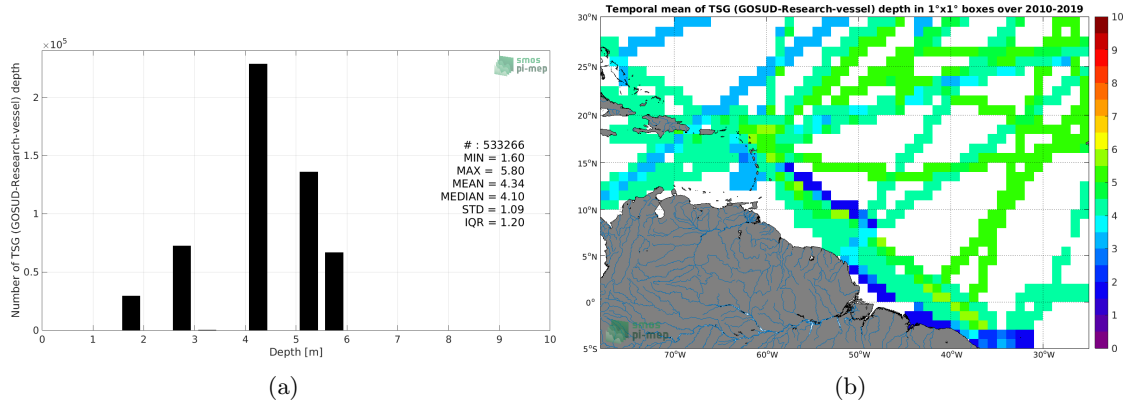 ×10⁵
Number of TSG (GOSUD-Research-vessel) depth
2
1.5
1
0.5
0
smos
pi-mep
# : 533266
MIN = 1.60
MAX = 5.80
MEAN = 4.34
MEDIAN = 4.10
STD = 1.09
IQR = 1.20
0 1 2 3 4 5 6 7 8 9 10
Depth [m]
(a)
Temporal mean of TSG (GOSUD-Research-vessel) depth in 1°x1° boxes over 2010-2019
30°N
25°N
20°N
15°N
10°N
5°N
0°
5°S
70°W 60°W 50°W 40°W 30°W
smos
pi-mep
10
9
8
7
6
5
4
3
2
1
0
(b)